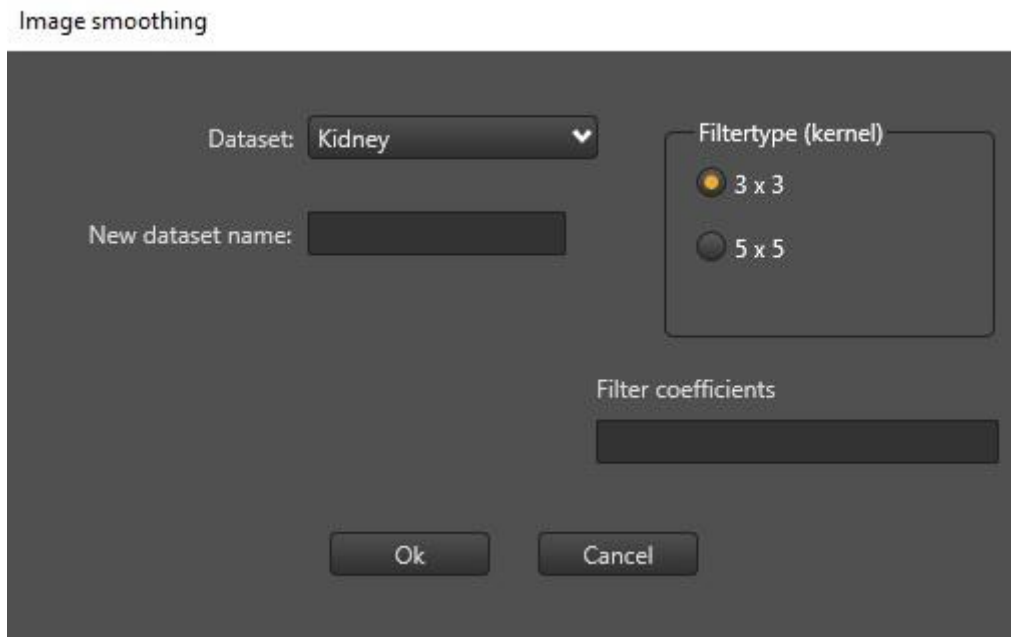 Image smoothing
Dataset: Kidney
Filtertype (kernel)
3 x 3
New dataset name:
5 x 5
Filter coefficients
Ok Cancel